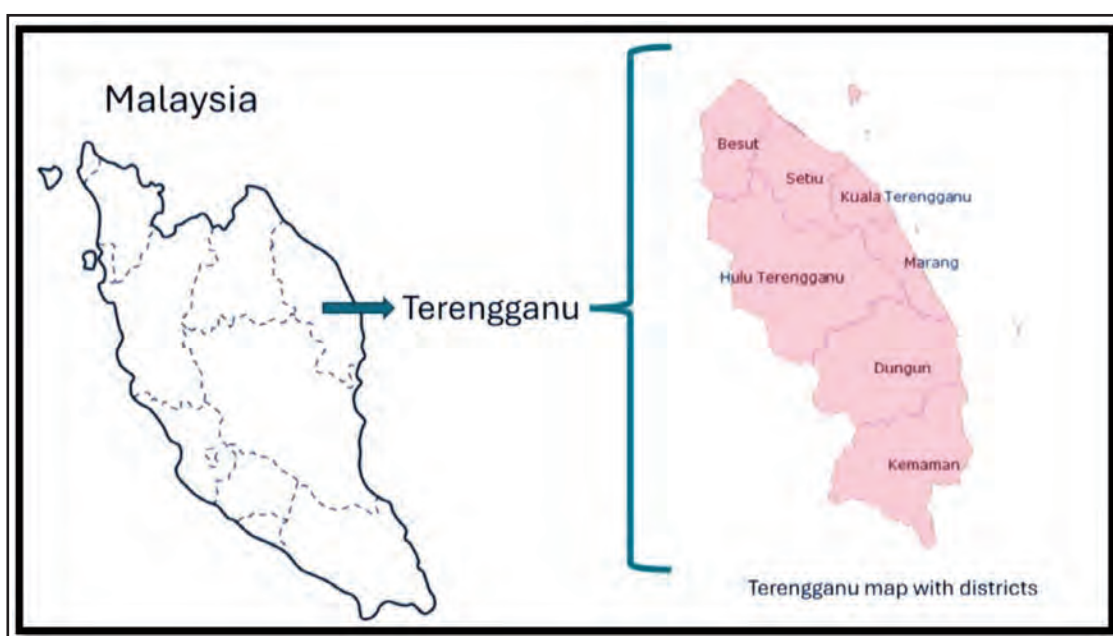 Malaysia
Terengganu
Besut
Setiu
Kuala Terengganu
Marang
Hulu Terengganu
Dungun
Kemaman
Terengganu map with districts